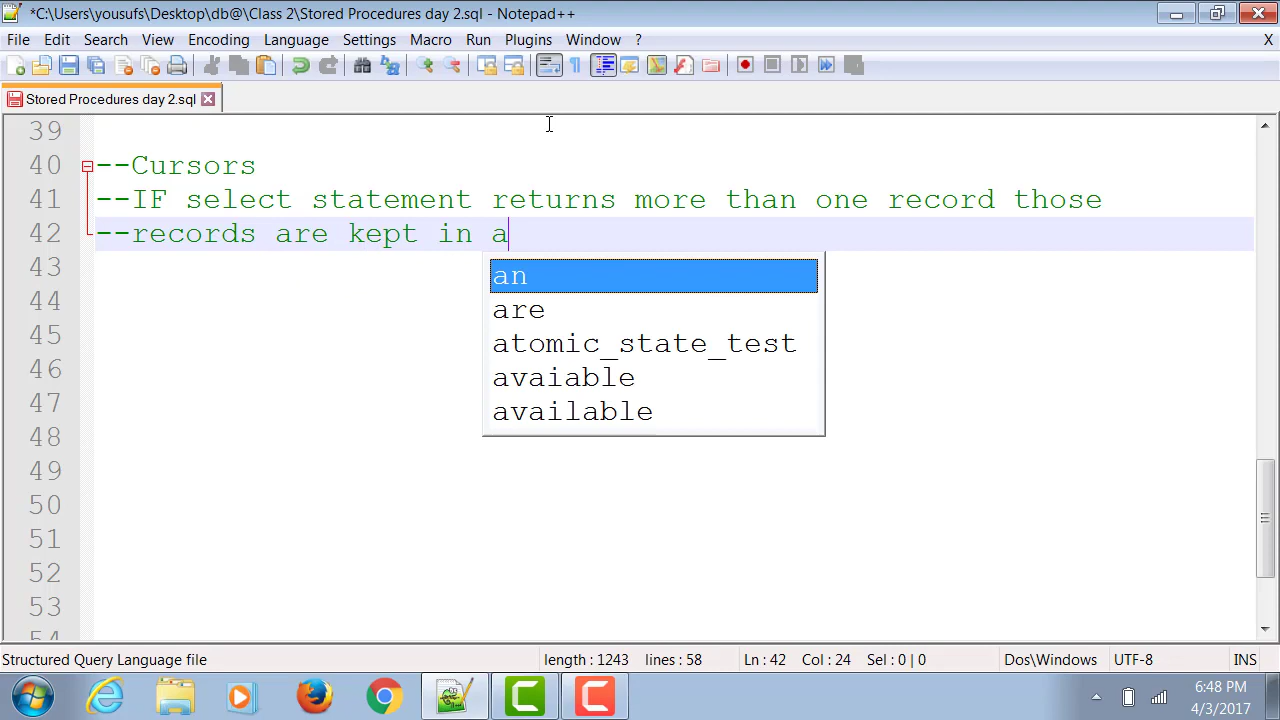 *C:\Users\yousufs\Desktop\db@\Class 2\Stored Procedures day 2.sql - Notepad++
File Edit Search View Encoding Language Settings Macro Run Plugins Window ? X
Stored Procedures day 2.sql
39
40 --Cursors
41 --IF select statement returns more than one record those
42 --records are kept in a
43 an
44 are
45 atomic_state_test
46 avaiable
47 available
48
49
50
51
52
53
54
Structured Query Language file length : 1243 lines : 58 Ln : 42 Col : 24 Sel : 0 | 0 Dos\Windows UTF-8 INS
6:48 PM
4/3/2017